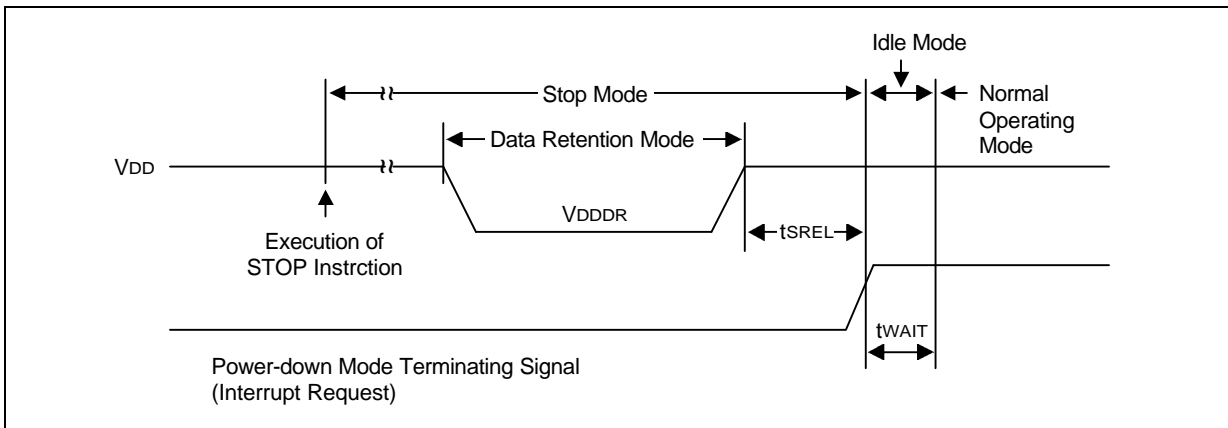 Idle Mode
Stop Mode
Normal
Operating
Mode
Data Retention Mode
VDD
VDDDR
tSREL
Execution of
STOP Instrction
tWAIT
Power-down Mode Terminating Signal
(Interrupt Request)